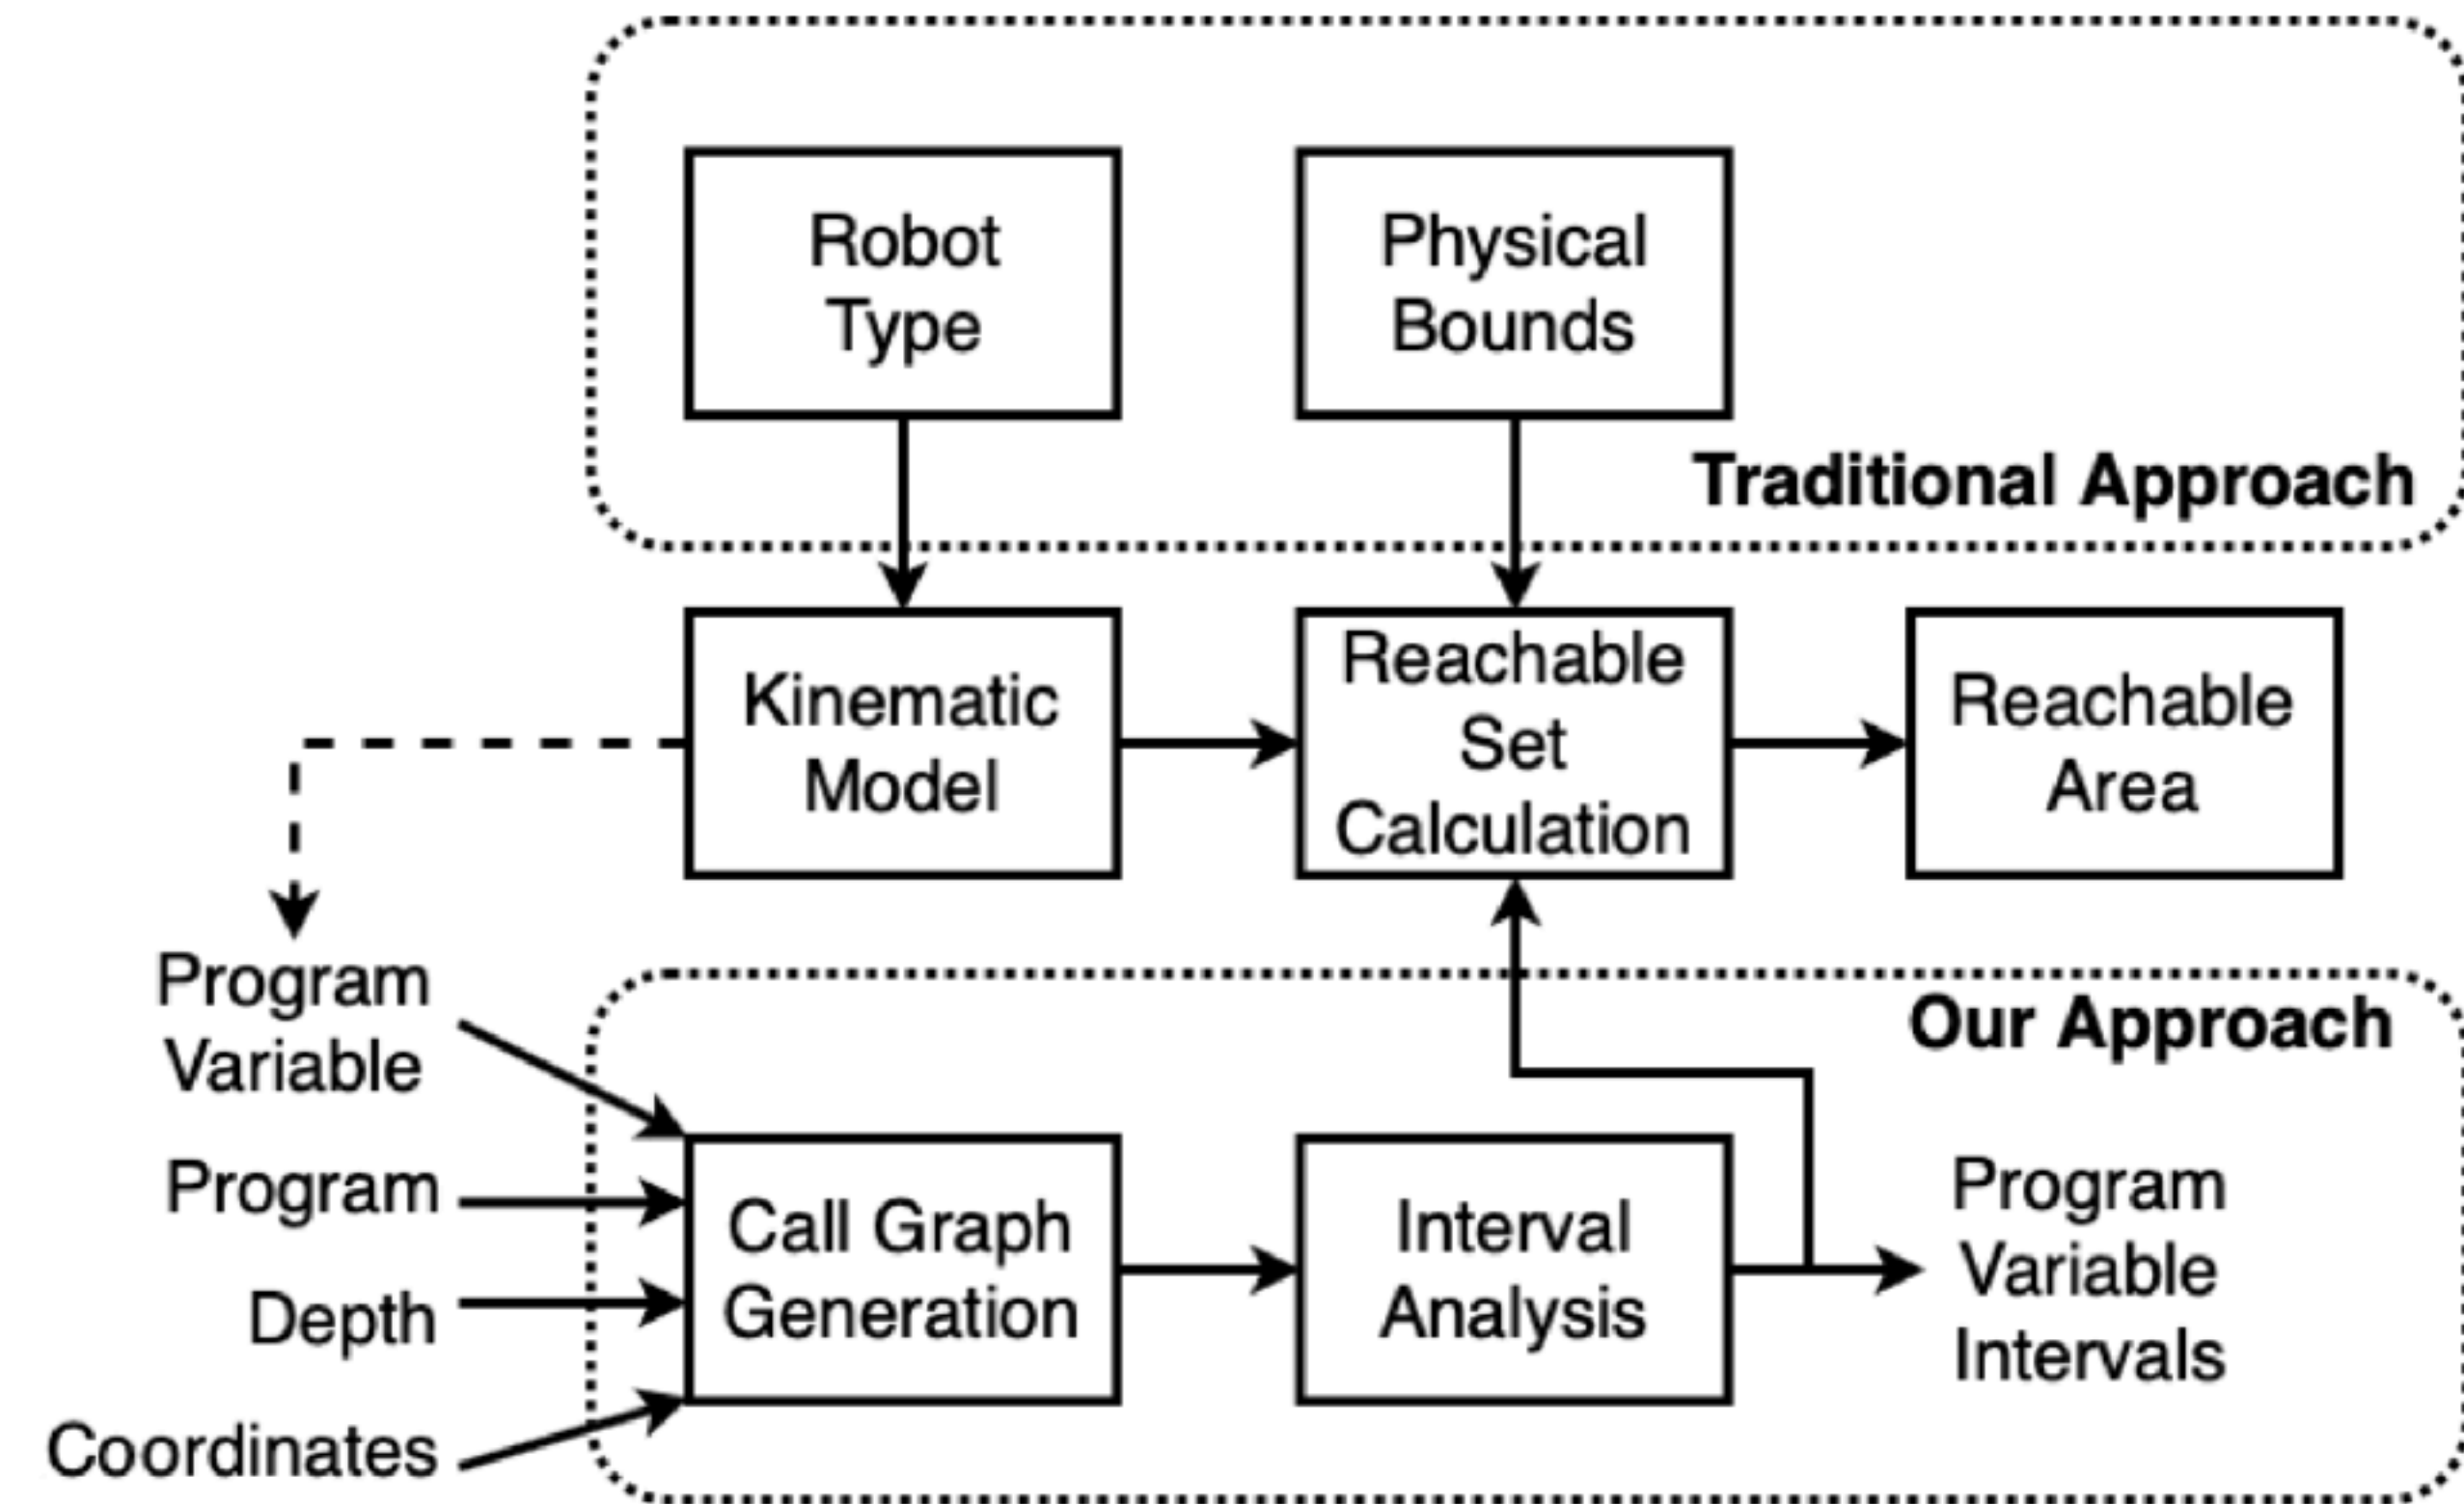 Robot
Type
Physical
Bounds
Traditional Approach
Kinematic
Model
Reachable
Set
Calculation
Reachable
Area
Program
Variable
Our Approach
Program
Depth
Coordinates
Call Graph
Generation
Interval
Analysis
Program
Variable
Intervals